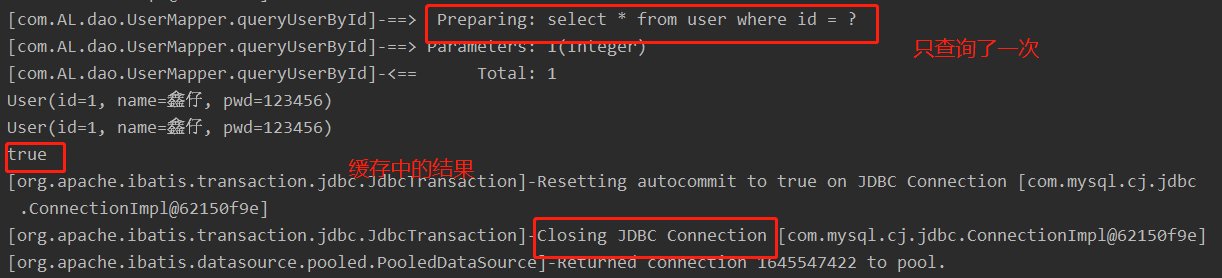 [com.AL.dao.UserMapper.queryUserById]-==>  Preparing: select * from user where id = ?
只查询了一次
[com.AL.dao.UserMapper.queryUserById]-==> Parameters: 1(Integer)
[com.AL.dao.UserMapper.queryUserById]-<==      Total: 1
User(id=1, name=鑫仔, pwd=123456)
User(id=1, name=鑫仔, pwd=123456)
true
缓存中的结果
[org.apache.ibatis.transaction.jdbc.JdbcTransaction]-Resetting autocommit to true on JDBC Connection [com.mysql.cj.jdbc
.ConnectionImpl@62150f9e]
[org.apache.ibatis.transaction.jdbc.JdbcTransaction]-Closing JDBC Connection [com.mysql.cj.jdbc.ConnectionImpl@62150f9e]
[org.apache.ibatis.datasource.pooled.PooledDataSource]-Returned connection 1645547422 to pool.